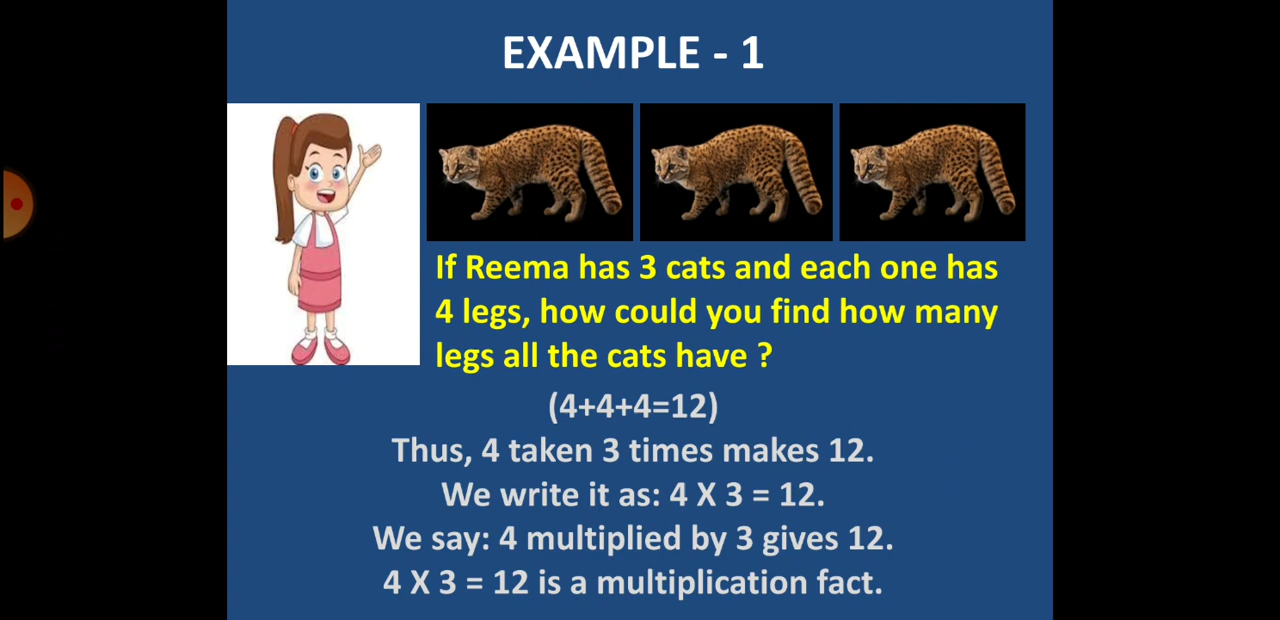 EXAMPLE - 1
If Reema has 3 cats and each one has
4 legs, how could you find how many
legs all the cats have ?
(4+4+4=12)
Thus, 4 taken 3 times makes 12.
We write it as: 4 X 3 = 12.
We say: 4 multiplied by 3 gives 12.
4 X 3 = 12 is a multiplication fact.